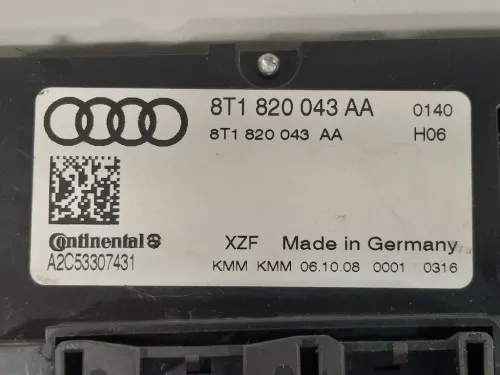 8T1 820 043 AA 0140
8T1 820 043 AA H06
Continental
XZF Made in Germany
A2C53307431
KMM KMM 06.10.08 0001 0316